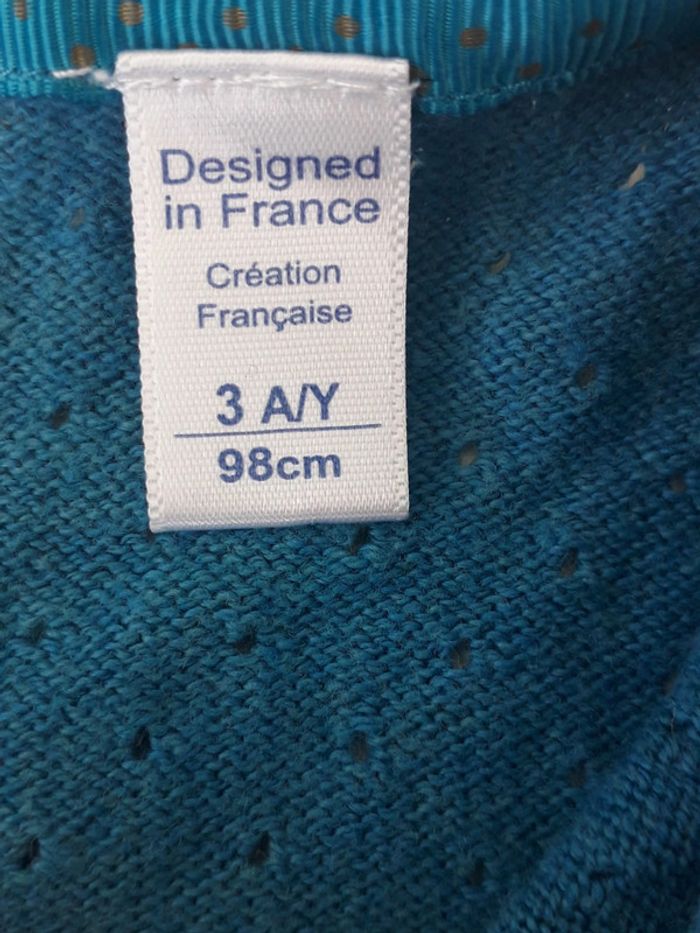 Designed
in France
Création
Française
3 A/Y
98cm